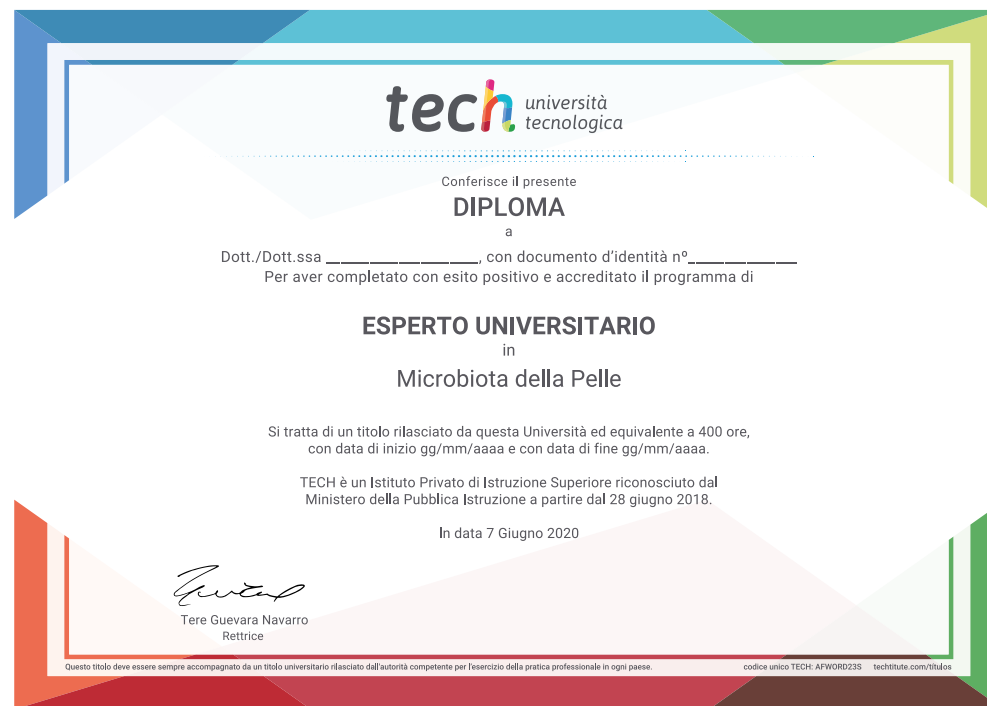 tech università
tecnologica
Conferisce il presente
DIPLOMA
a
Dott./Dott.ssa _________________, con documento d'identità nº____________
Per aver completato con esito positivo e accreditato il programma di
ESPERTO UNIVERSITARIO
in
Microbiota della Pelle
Si tratta di un titolo rilasciato da questa Università ed equivalente a 400 ore,
con data di inizio gg/mm/aaaa e con data di fine gg/mm/aaaa.
TECH è un Istituto Privato di Istruzione Superiore riconosciuto dal
Ministero della Pubblica Istruzione a partire dal 28 giugno 2018.
In data 7 Giugno 2020
Tere Guevara Navarro
Rettrice
Questo titolo deve essere sempre accompagnato da un titolo universitario rilasciato dall'autorità competente per l'esercizio della pratica professionale in ogni paese.
codice unico TECH: AFWORD23S techtitute.com/titulos